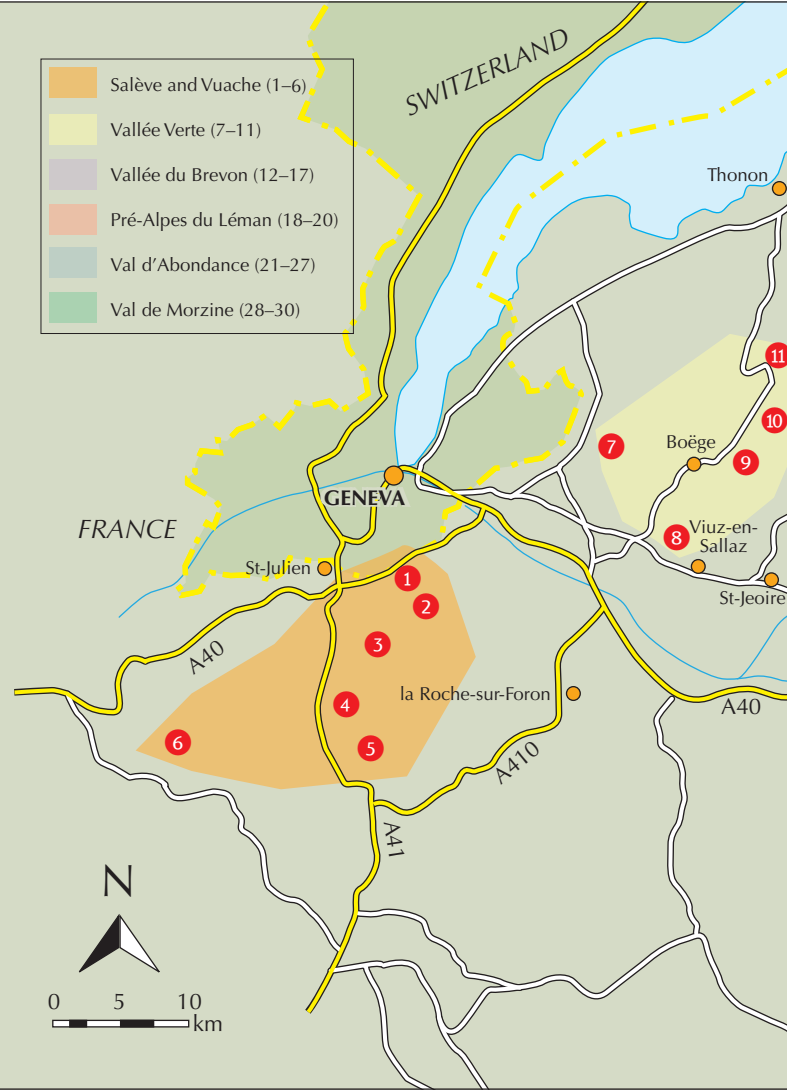 Salève and Vuache (1–6)
Vallée Verte (7–11)
Vallée du Brevon (12–17)
Pré-Alpes du Léman (18–20)
Val d'Abondance (21–27)
Val de Morzine (28–30)
SWITZERLAND
Thonon
11
10
7
Boëge
9
GENEVA
FRANCE
8
Viuz-en-
Sallaz
St-Julien
1
St-Jeoire
2
3
A40
la Roche-sur-Foron
4
A40
6
5
A410
A41
N
0 5 10
km